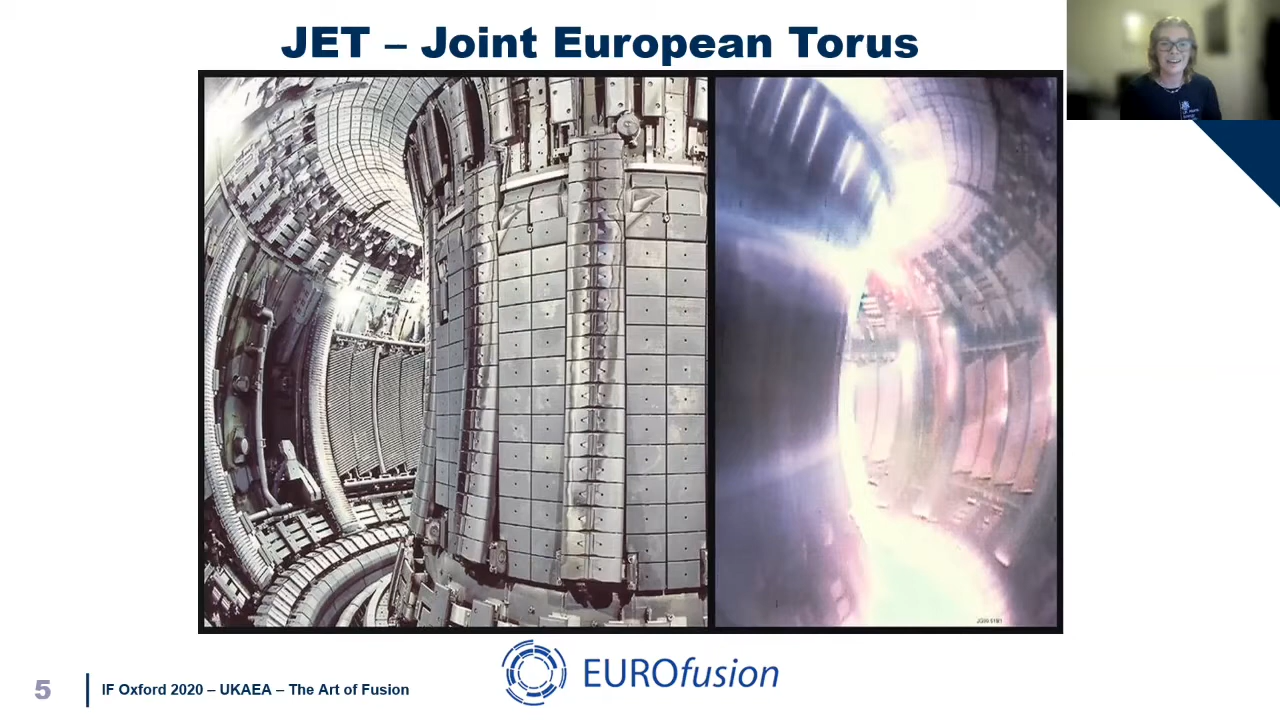 JET – Joint European Torus
EUROfusion
5
IF Oxford 2020 – UKAEA – The Art of Fusion